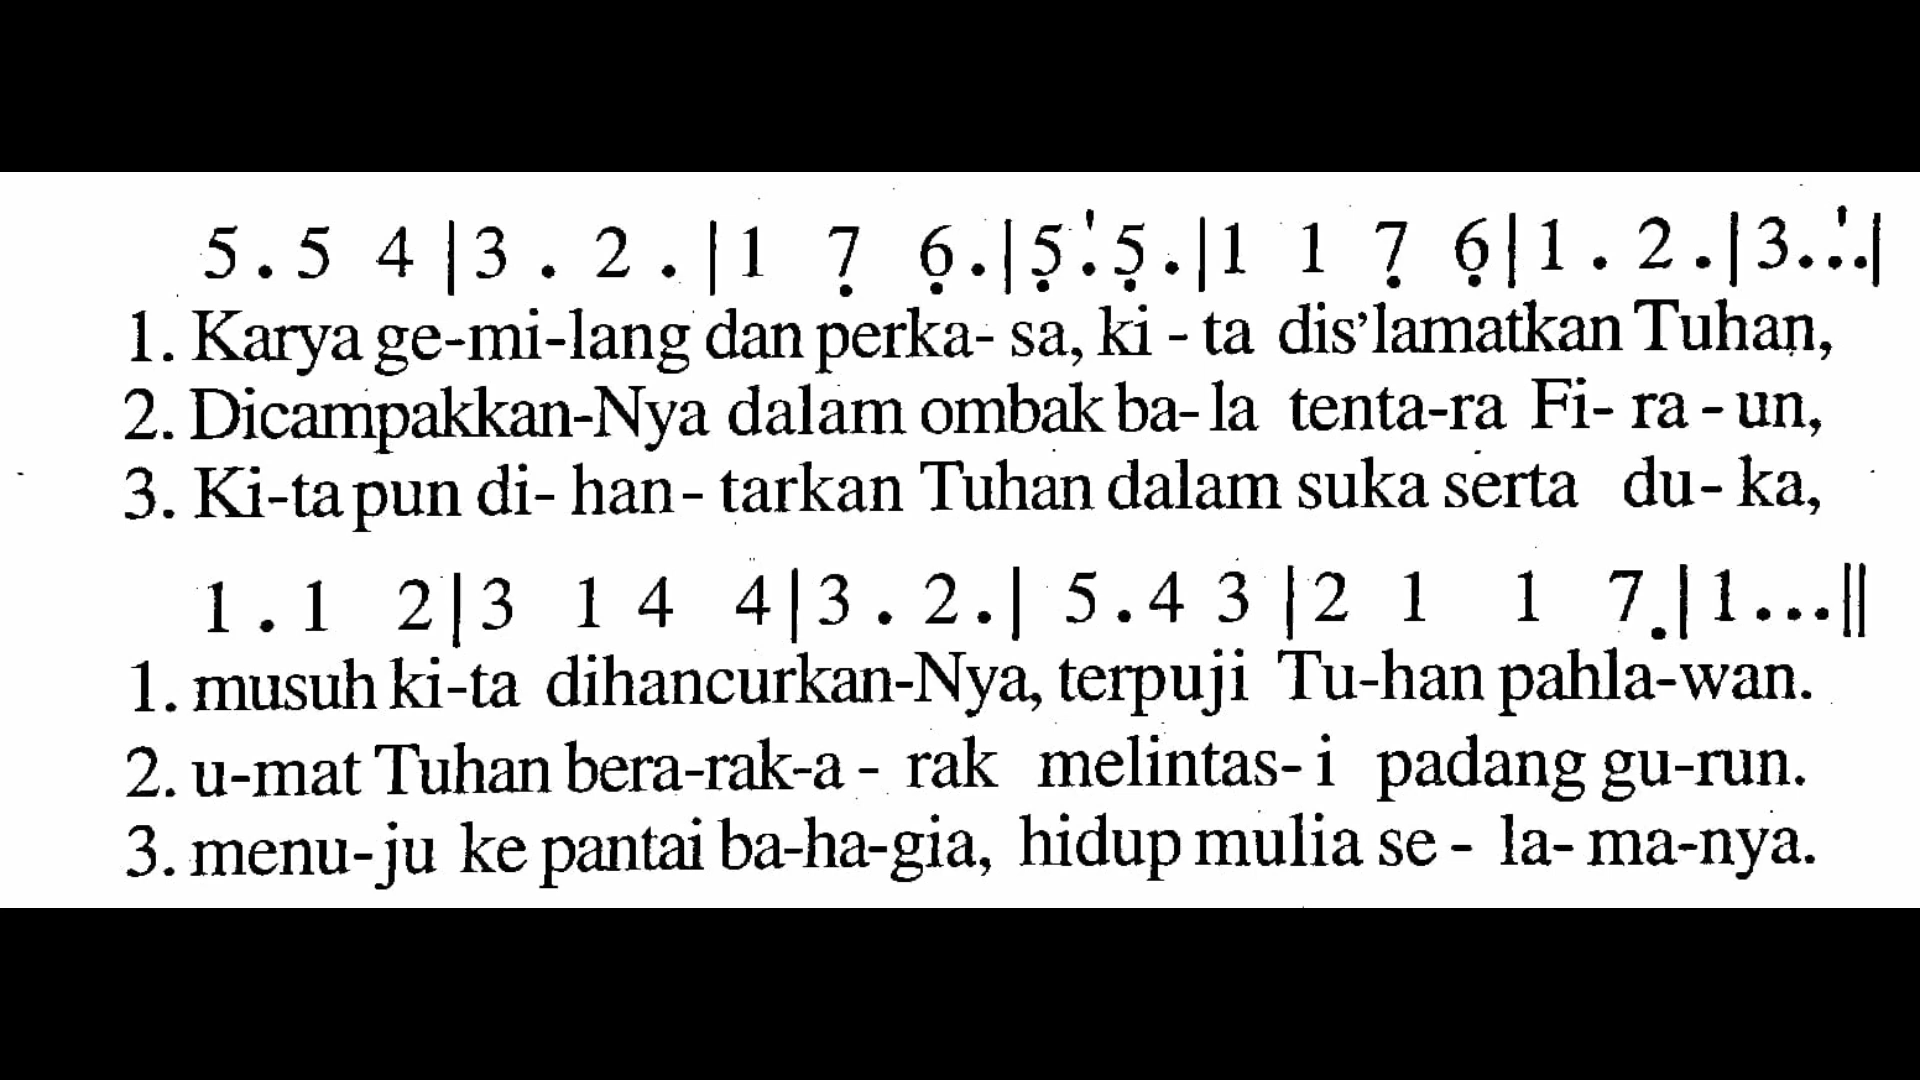 5 . 5 4 | 3 . 2 . | 1 7̣ 6̣ . | 5̣ .' 5̣ . | 1 1 7̣ 6̣ | 1 . 2 . | 3 . .' . |
1. Karya ge-mi-lang dan perka- sa, ki - ta dis’lamatkan Tuhan,
2. Dicampakkan-Nya dalam ombak ba- la tenta-ra Fi- ra - un,
3. Ki-ta pun di- han- tarkan Tuhan dalam suka serta du- ka,
1 . 1 2 | 3 1 4 4 | 3 . 2 . | 5 . 4 3 | 2 1 1 7̣ | 1 . . . ||
1. musuh ki-ta dihancurkan-Nya, terpuji Tu-han pahla-wan.
2. u-mat Tuhan bera-rak-a - rak melintas- i padang gu-run.
3. menu-ju ke pantai ba-ha-gia, hidup mulia se - la- ma-nya.